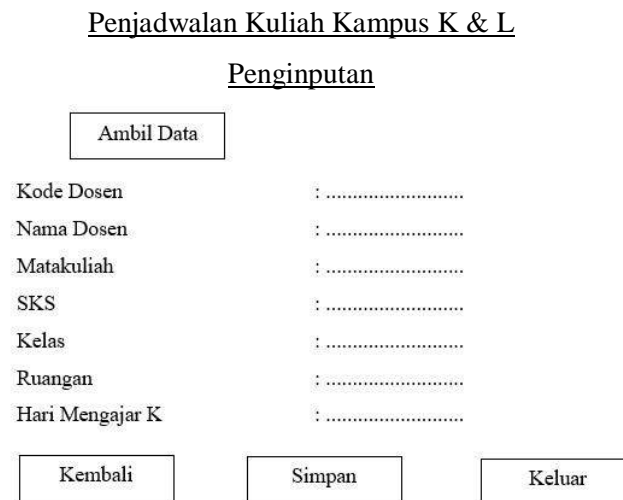 Penjadwalan Kuliah Kampus K & L
Penginputan
Ambil Data
Kode Dosen : ...........................
Nama Dosen : ...........................
Matakuliah : ...........................
SKS : ...........................
Kelas : ...........................
Ruangan : ...........................
Hari Mengajar K : ...........................
Kembali Simpan Keluar